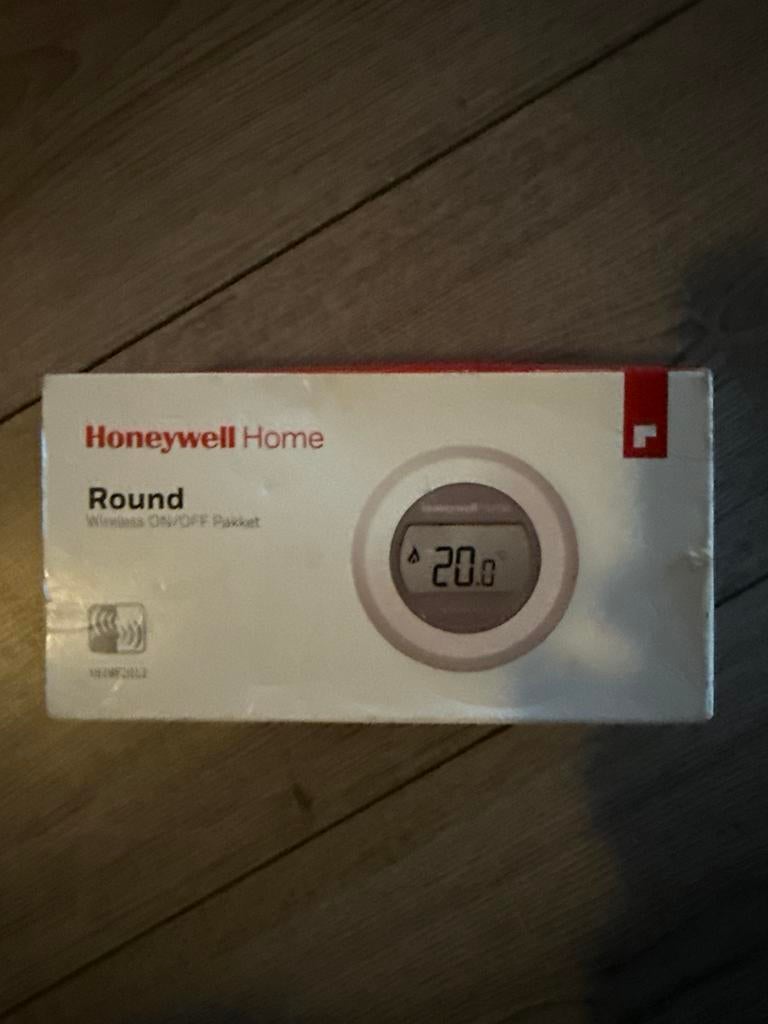 Honeywell Home
Round
Wireless ON/OFF Pakket
20.0